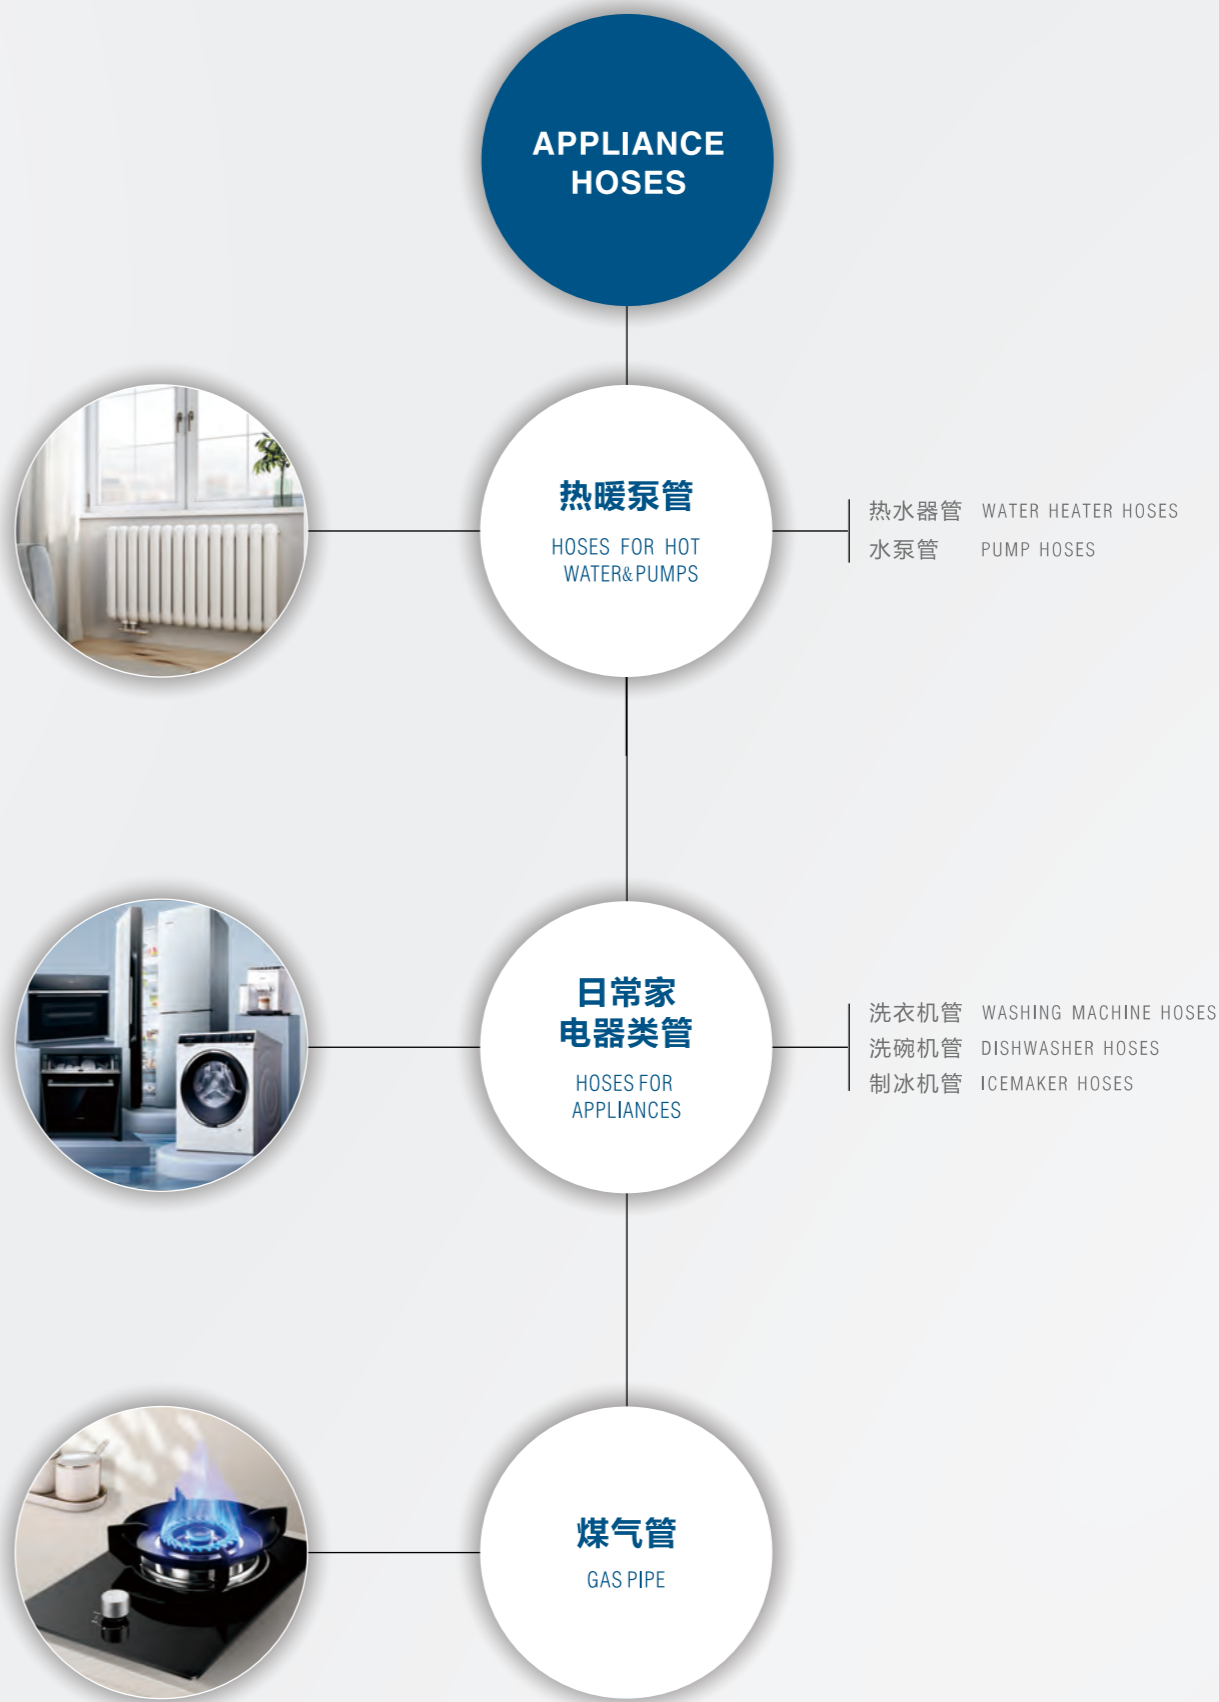 APPLIANCE
HOSES
热暖泵管
HOSES FOR HOT
WATER&PUMPS
热水器管 WATER HEATER HOSES
水泵管 PUMP HOSES
日常家
电器类管
HOSES FOR
APPLIANCES
洗衣机管 WASHING MACHINE HOSES
洗碗机管 DISHWASHER HOSES
制冰机管 ICEMAKER HOSES
煤气管
GAS PIPE